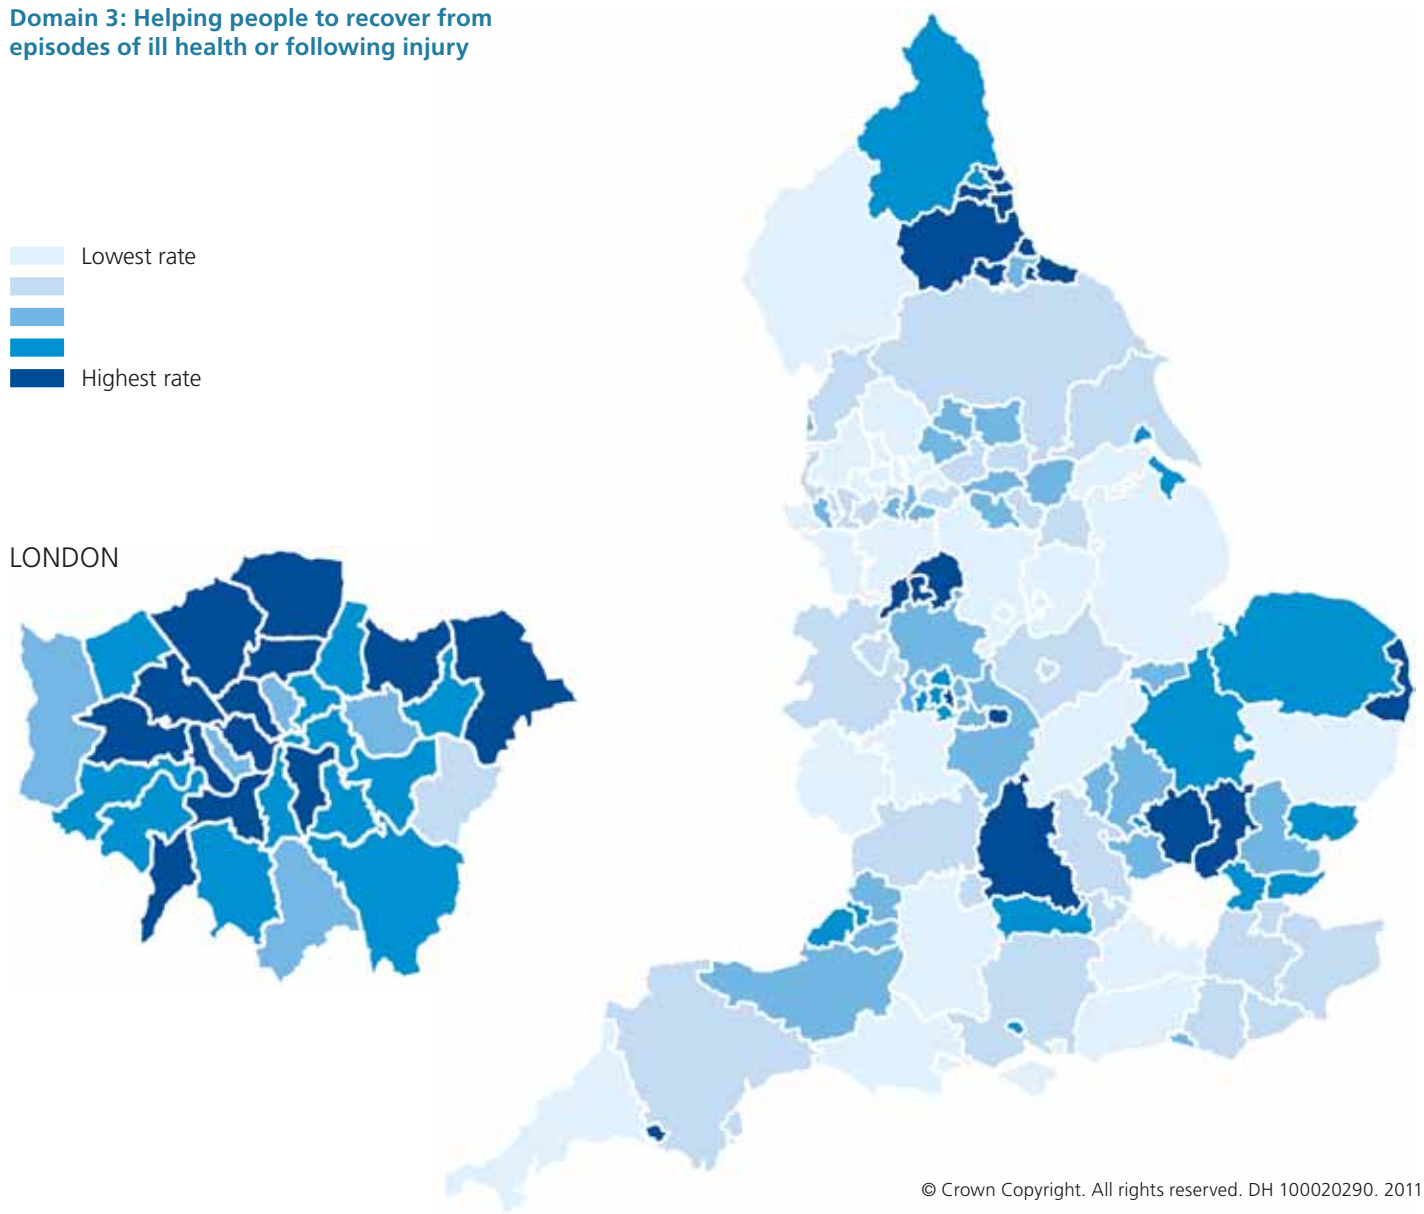 Domain 3: Helping people to recover from
episodes of ill health or following injury
Lowest rate
Highest rate
LONDON
© Crown Copyright. All rights reserved. DH 100020290. 2011